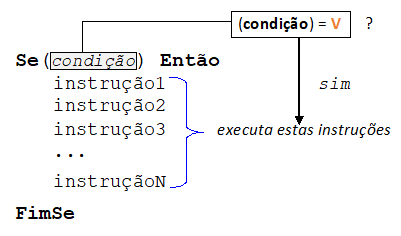 (condição) = V ?
Se(condição) Então
sim
instrução1
instrução2
instrução3
executa estas instruções
...
instruçãoN
FimSe